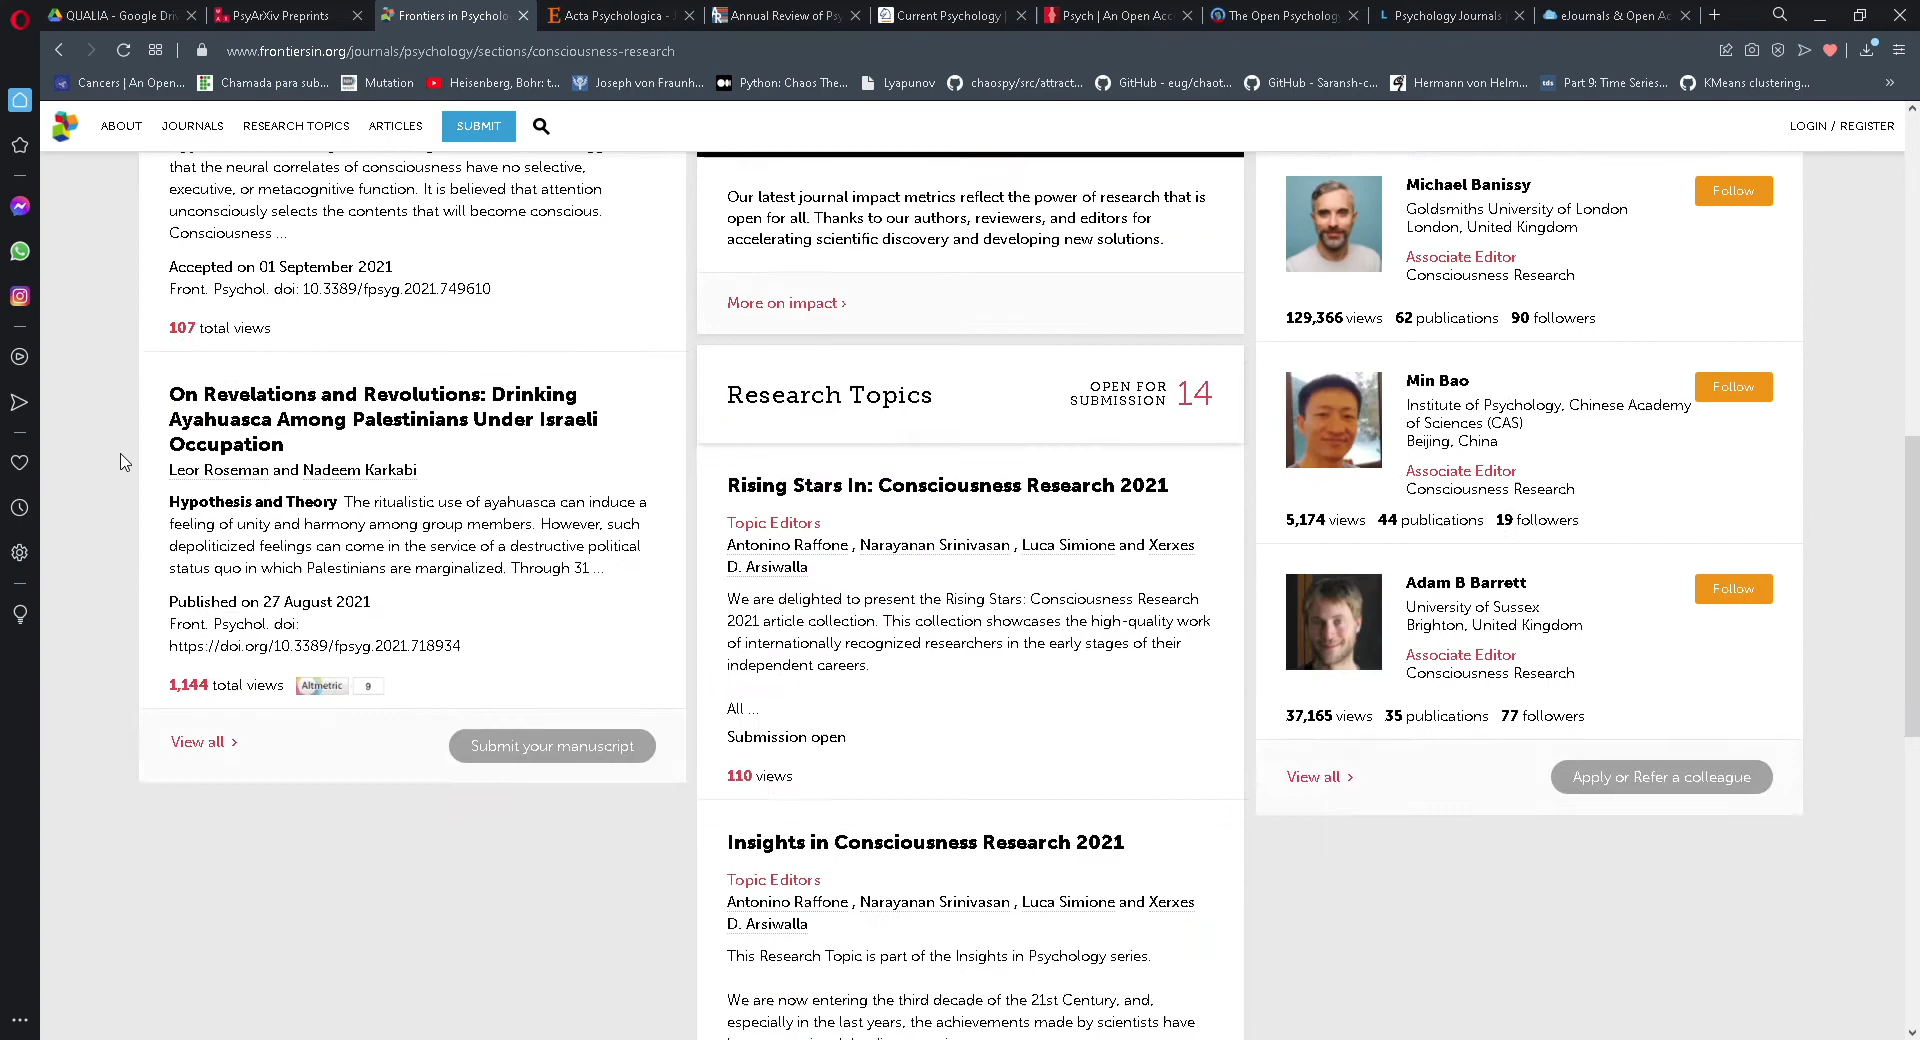 QUALIA - Google Dri
PsyArXiv Preprints
Frontiers in Psycholo
Acta Psychologica -
Annual Review of Psy
Current Psychology
Psych | An Open Acc
The Open Psychology
Psychology Journals
eJournals & Open Ac
www.frontiersin.org/journals/psychology/sections/consciousness-research
Cancers | An Open...
Chamada para sub...
Mutation
Heisenberg, Bohr: t...
Joseph von Fraunh...
Python: Chaos The...
Lyapunov
chaospy/src/attract...
GitHub - eug/chaot...
GitHub - Saransh-c...
Hermann von Helm...
tds
Part 9: Time Series...
KMeans clustering...
»
ABOUT
JOURNALS
RESEARCH TOPICS
ARTICLES
SUBMIT
LOGIN / REGISTER
that the neural correlates of consciousness have no selective,
executive, or metacognitive function. It is believed that attention
unconsciously selects the contents that will become conscious.
Consciousness ...
Accepted on 01 September 2021
Front. Psychol. doi: 10.3389/fpsyg.2021.749610
107 total views
On Revelations and Revolutions: Drinking
Ayahuasca Among Palestinians Under Israeli
Occupation
Leor Roseman and Nadeem Karkabi
Hypothesis and Theory The ritualistic use of ayahuasca can induce a
feeling of unity and harmony among group members. However, such
depoliticized feelings can come in the service of a destructive political
status quo in which Palestinians are marginalized. Through 31 ...
Published on 27 August 2021
Front. Psychol. doi:
https://doi.org/10.3389/fpsyg.2021.718934
1,144 total views
Altmetric 9
View all ›
Submit your manuscript
Our latest journal impact metrics reflect the power of research that is
open for all. Thanks to our authors, reviewers, and editors for
accelerating scientific discovery and developing new solutions.
More on impact ›
Research Topics
OPEN FOR
SUBMISSION
14
Rising Stars In: Consciousness Research 2021
Topic Editors
Antonino Raffone , Narayanan Srinivasan , Luca Simione and Xerxes
D. Arsiwalla
We are delighted to present the Rising Stars: Consciousness Research
2021 article collection. This collection showcases the high-quality work
of internationally recognized researchers in the early stages of their
independent careers.
All ...
Submission open
110 views
Insights in Consciousness Research 2021
Topic Editors
Antonino Raffone , Narayanan Srinivasan , Luca Simione and Xerxes
D. Arsiwalla
This Research Topic is part of the Insights in Psychology series.
We are now entering the third decade of the 21st Century, and,
especially in the last years, the achievements made by scientists have
Michael Banissy
Follow
Goldsmiths University of London
London, United Kingdom
Associate Editor
Consciousness Research
129,366 views 62 publications 90 followers
Min Bao
Follow
Institute of Psychology, Chinese Academy
of Sciences (CAS)
Beijing, China
Associate Editor
Consciousness Research
5,174 views 44 publications 19 followers
Adam B Barrett
Follow
University of Sussex
Brighton, United Kingdom
Associate Editor
Consciousness Research
37,165 views 35 publications 77 followers
View all ›
Apply or Refer a colleague